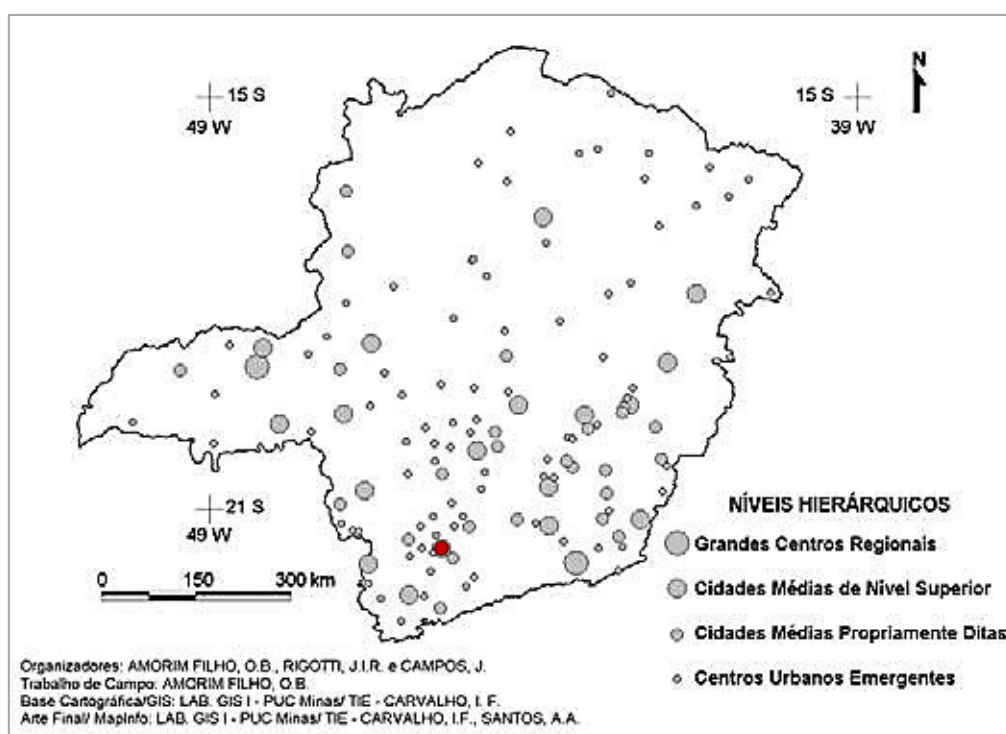 N
15 S
49 W
15 S
39 W
21 S
49 W
0 150 300 km
NÍVEIS HIERÁRQUICOS
Grandes Centros Regionais
Cidades Médias de Nível Superior
Cidades Médias Propriamente Ditas
Centros Urbanos Emergentes
Organizadores: AMORIM FILHO, O.B., RIGOTTI, J.I.R. e CAMPOS, J.
Trabalho de Campo: AMORIM FILHO, O.B.
Base Cartográfica/GIS: LAB. GIS I - PUC Minas/ TIE - CARVALHO, I. F.
Arte Final/ MapInfo: LAB. GIS I - PUC Minas/ TIE - CARVALHO, I.F., SANTOS, A.A.